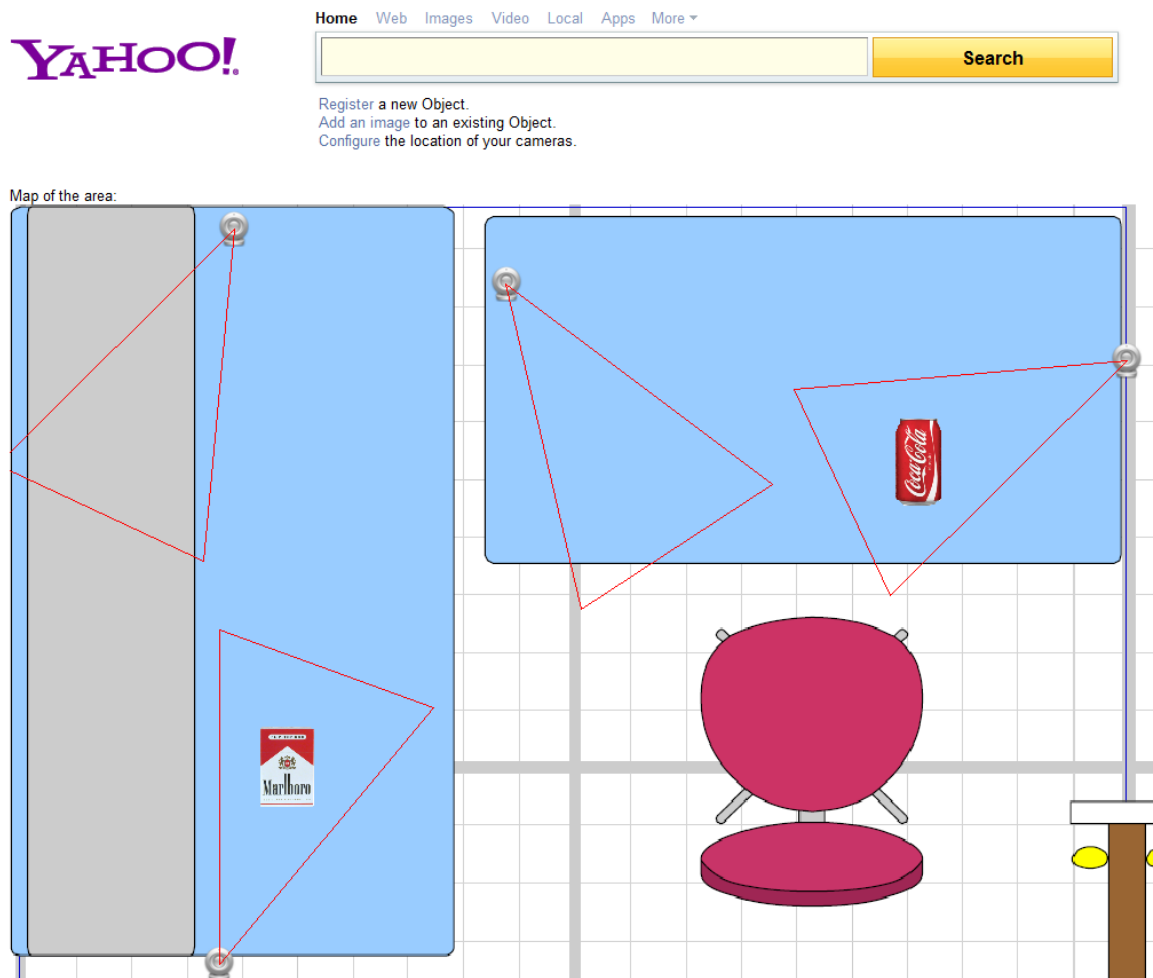 Home Web Images Video Local Apps More
YAHOO!
Search
Register a new Object.
Add an image to an existing Object.
Configure the location of your cameras.
Map of the area:
Coca-Cola
Marlboro